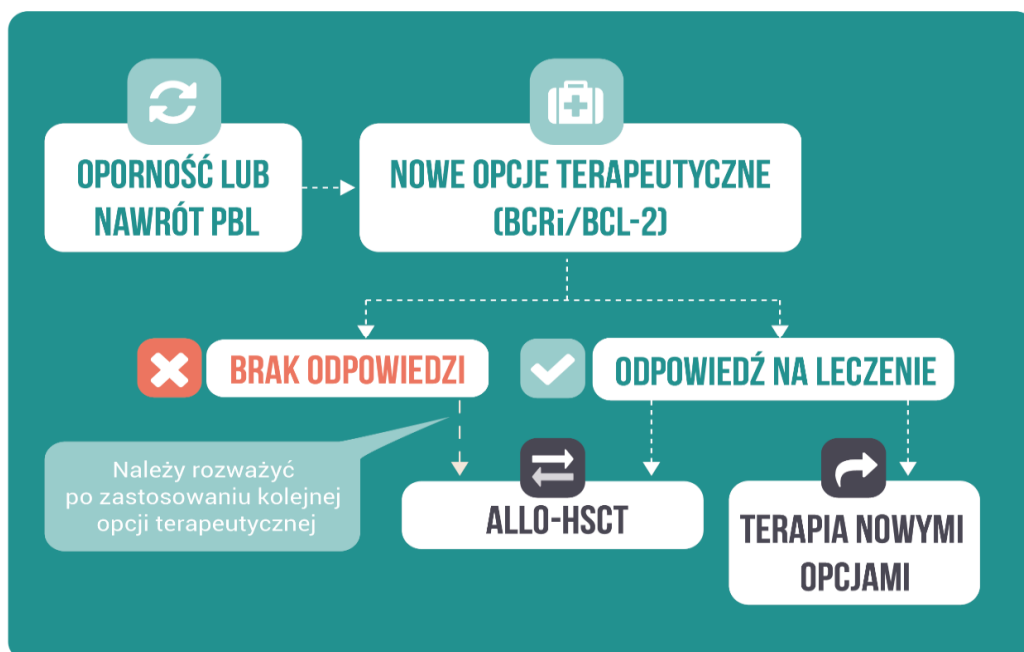 OPORNOŚĆ LUB
NAWRÓT PBL
NOWE OPCJE TERAPEUTYCZNE
(BCRi/BCL-2)
BRAK ODPOWIEDZI
ODPOWIEDŹ NA LECZENIE
Należy rozważyć
po zastosowaniu kolejnej
opcji terapeutycznej
ALLO-HSCT
TERAPIA NOWYMI
OPCJAMI